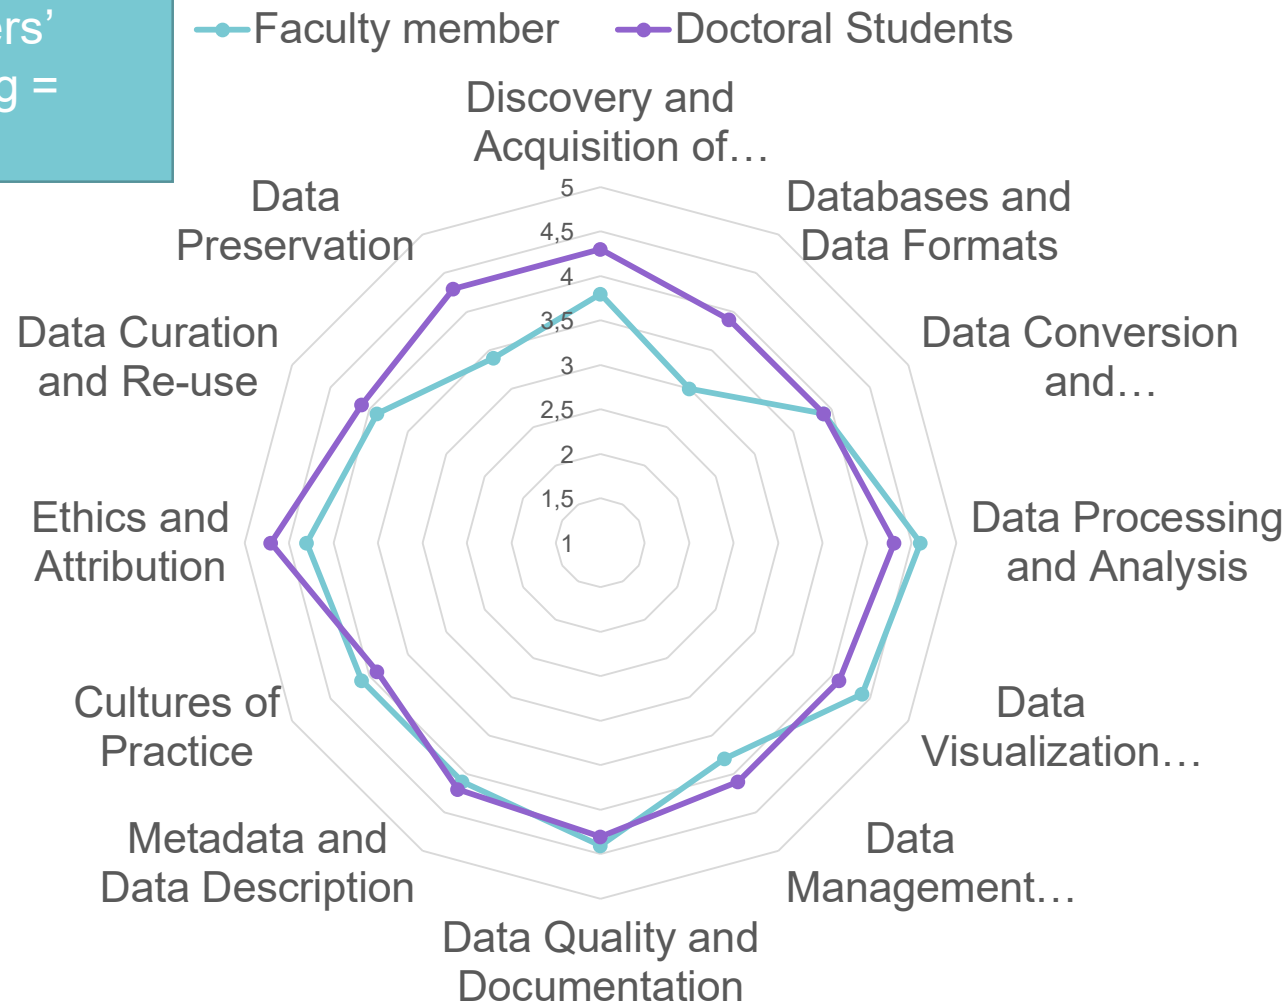 ers’
g =
Faculty member
Doctoral Students
Discovery and
Acquisition of…
Databases and
Data Formats
Data Conversion
and…
Data Processing
and Analysis
Data
Visualization…
Data
Management…
Data Quality and
Documentation
Metadata and
Data Description
Cultures of
Practice
Ethics and
Attribution
Data Curation
and Re-use
Data
Preservation
5
4,5
4
3,5
3
2,5
2
1,5
1